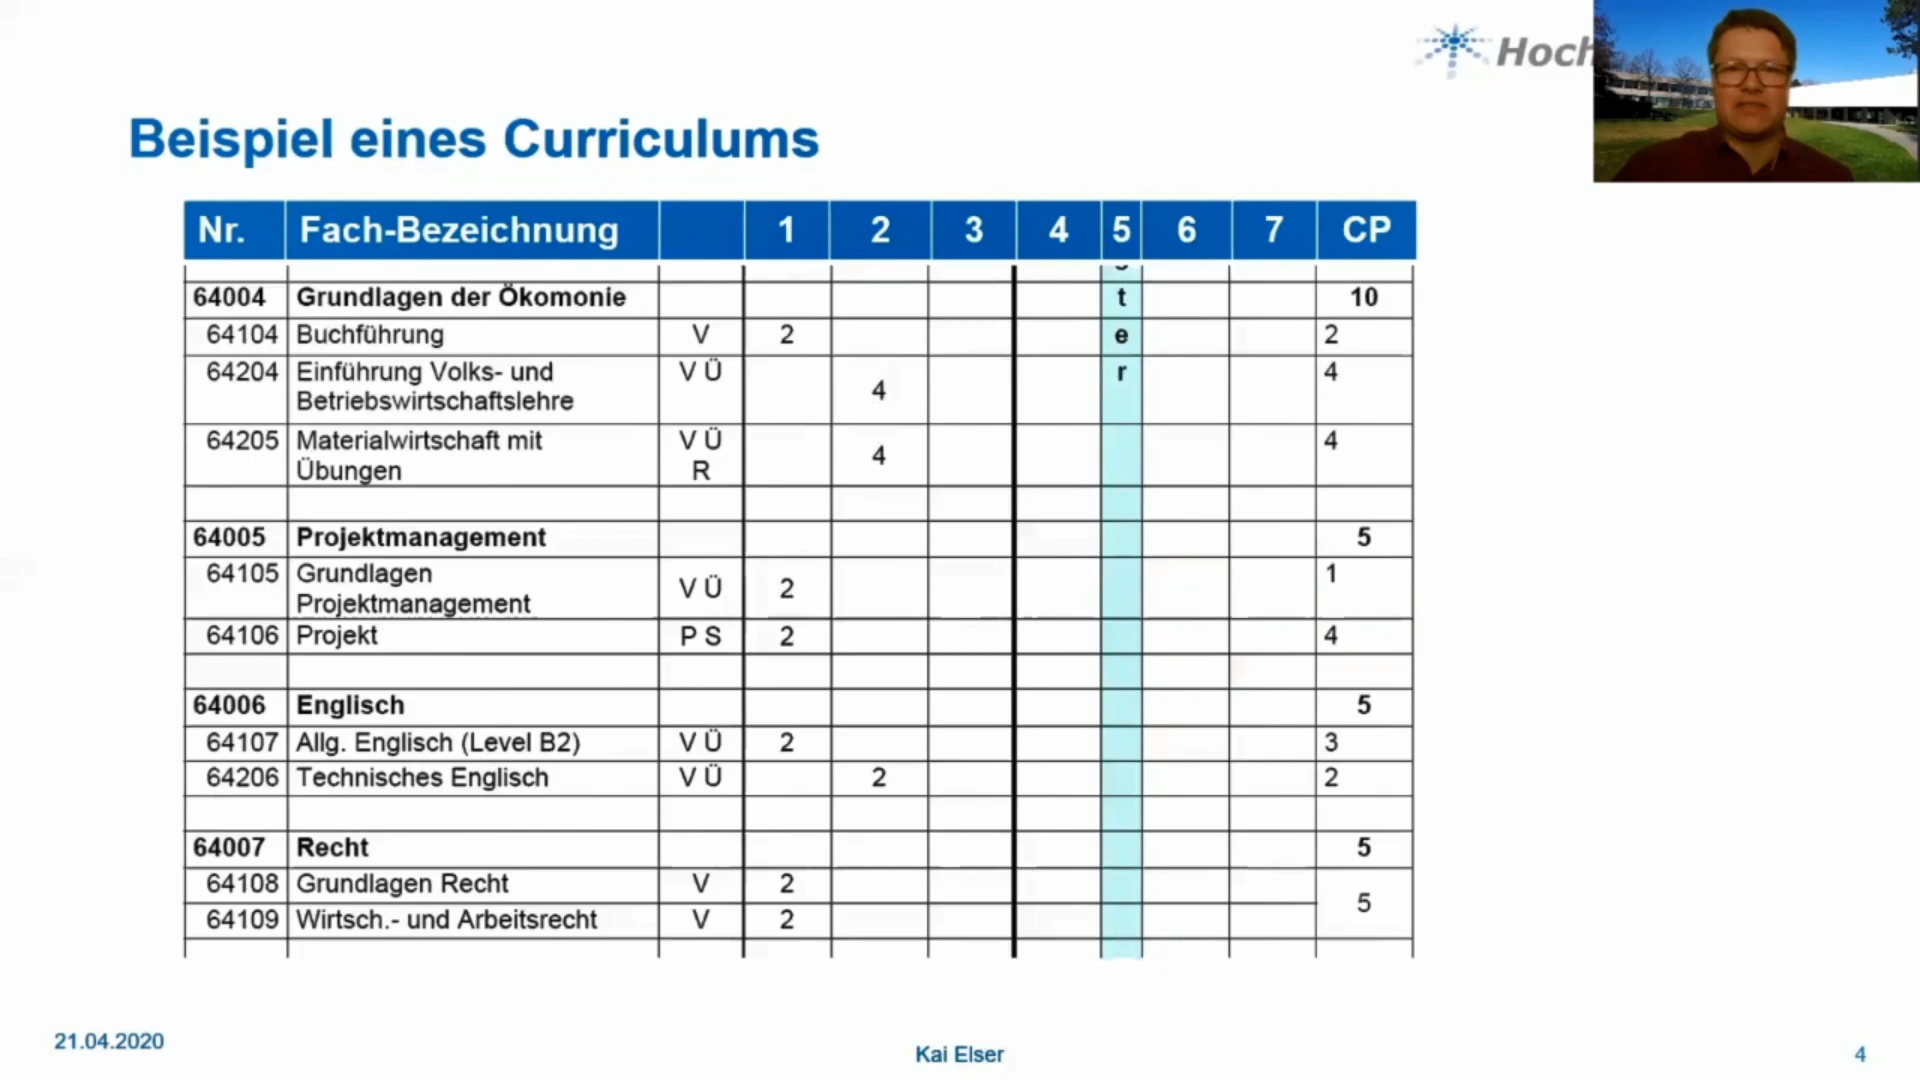 Hoch
Beispiel eines Curriculums
Nr. Fach-Bezeichnung 1 2 3 4 5 6 7 CP
64004 Grundlagen der Ökomonie t 10
64104 Buchführung V 2 e 2
64204 Einführung Volks- und V Ü 4 r 4
Betriebswirtschaftslehre
64205 Materialwirtschaft mit V Ü 4 4
Übungen R
64005 Projektmanagement 5
64105 Grundlagen V Ü 2 1
Projektmanagement
64106 Projekt P S 2 4
64006 Englisch 5
64107 Allg. Englisch (Level B2) V Ü 2 3
64206 Technisches Englisch V Ü 2 2
64007 Recht 5
64108 Grundlagen Recht V 2 5
64109 Wirtsch.- und Arbeitsrecht V 2
21.04.2020 Kai Elser 4